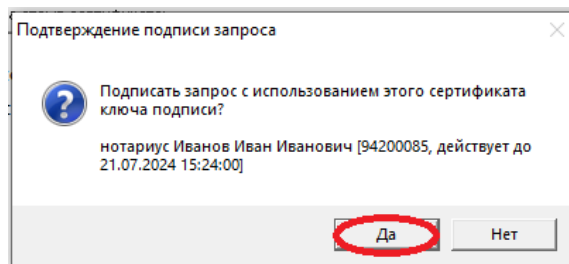 Подтверждение подписи запроса
Подписать запрос с использованием этого сертификата
ключа подписи?
нотариус Иванов Иван Иванович [94200085, действует до
21.07.2024 15:24:00]
Да
Нет